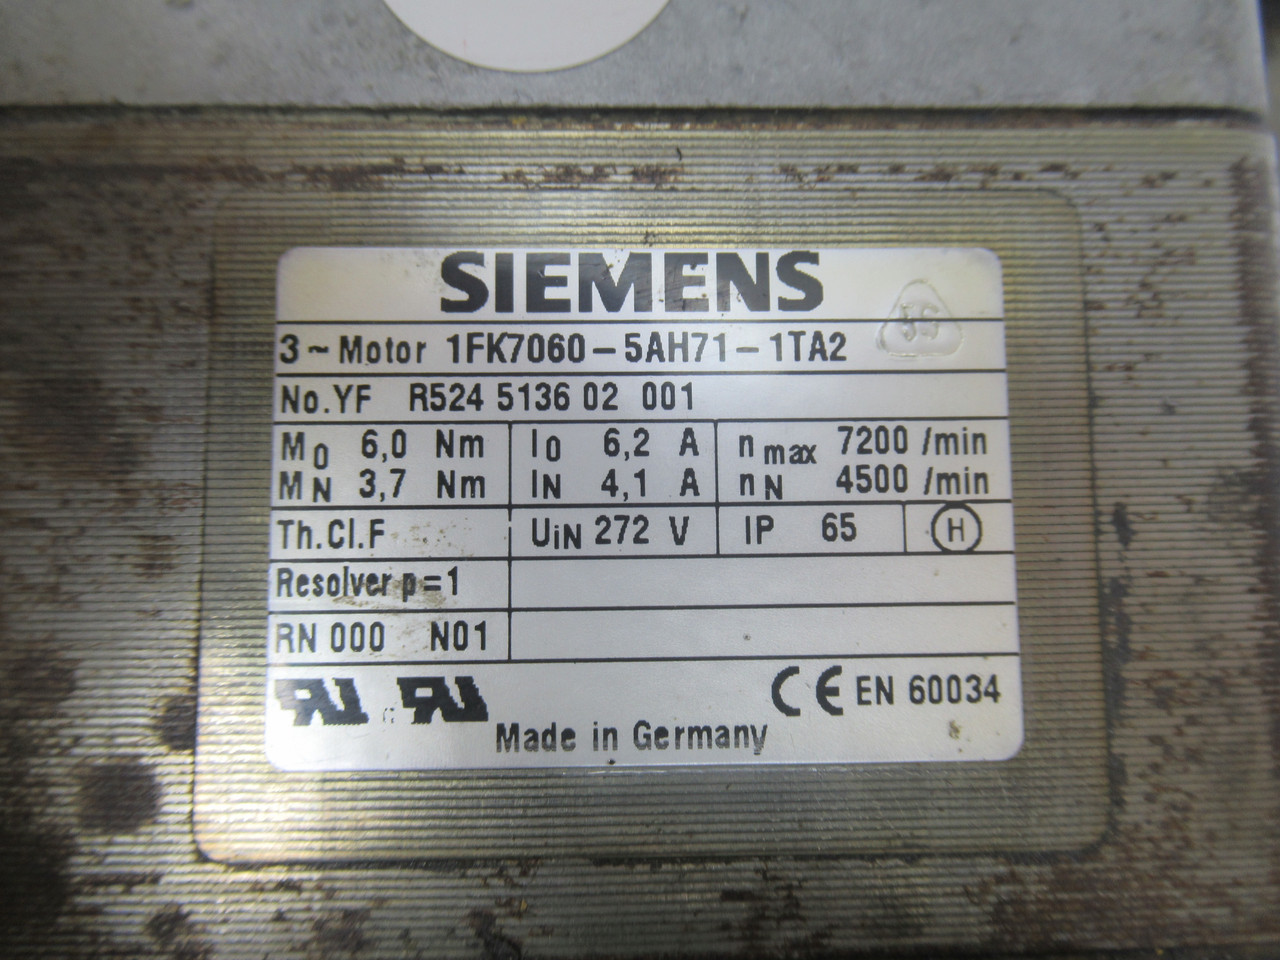 SIEMENS
3~Motor 1FK7060-5AH71-1TA2
No.YF R524 5136 02 001
M0 6,0 Nm I0 6,2 A nmax 7200 /min
MN 3,7 Nm IN 4,1 A nN 4500 /min
Th.Cl.F UiN 272 V IP 65 H
Resolver p=1
RN 000 N01
CE EN 60034
Made in Germany